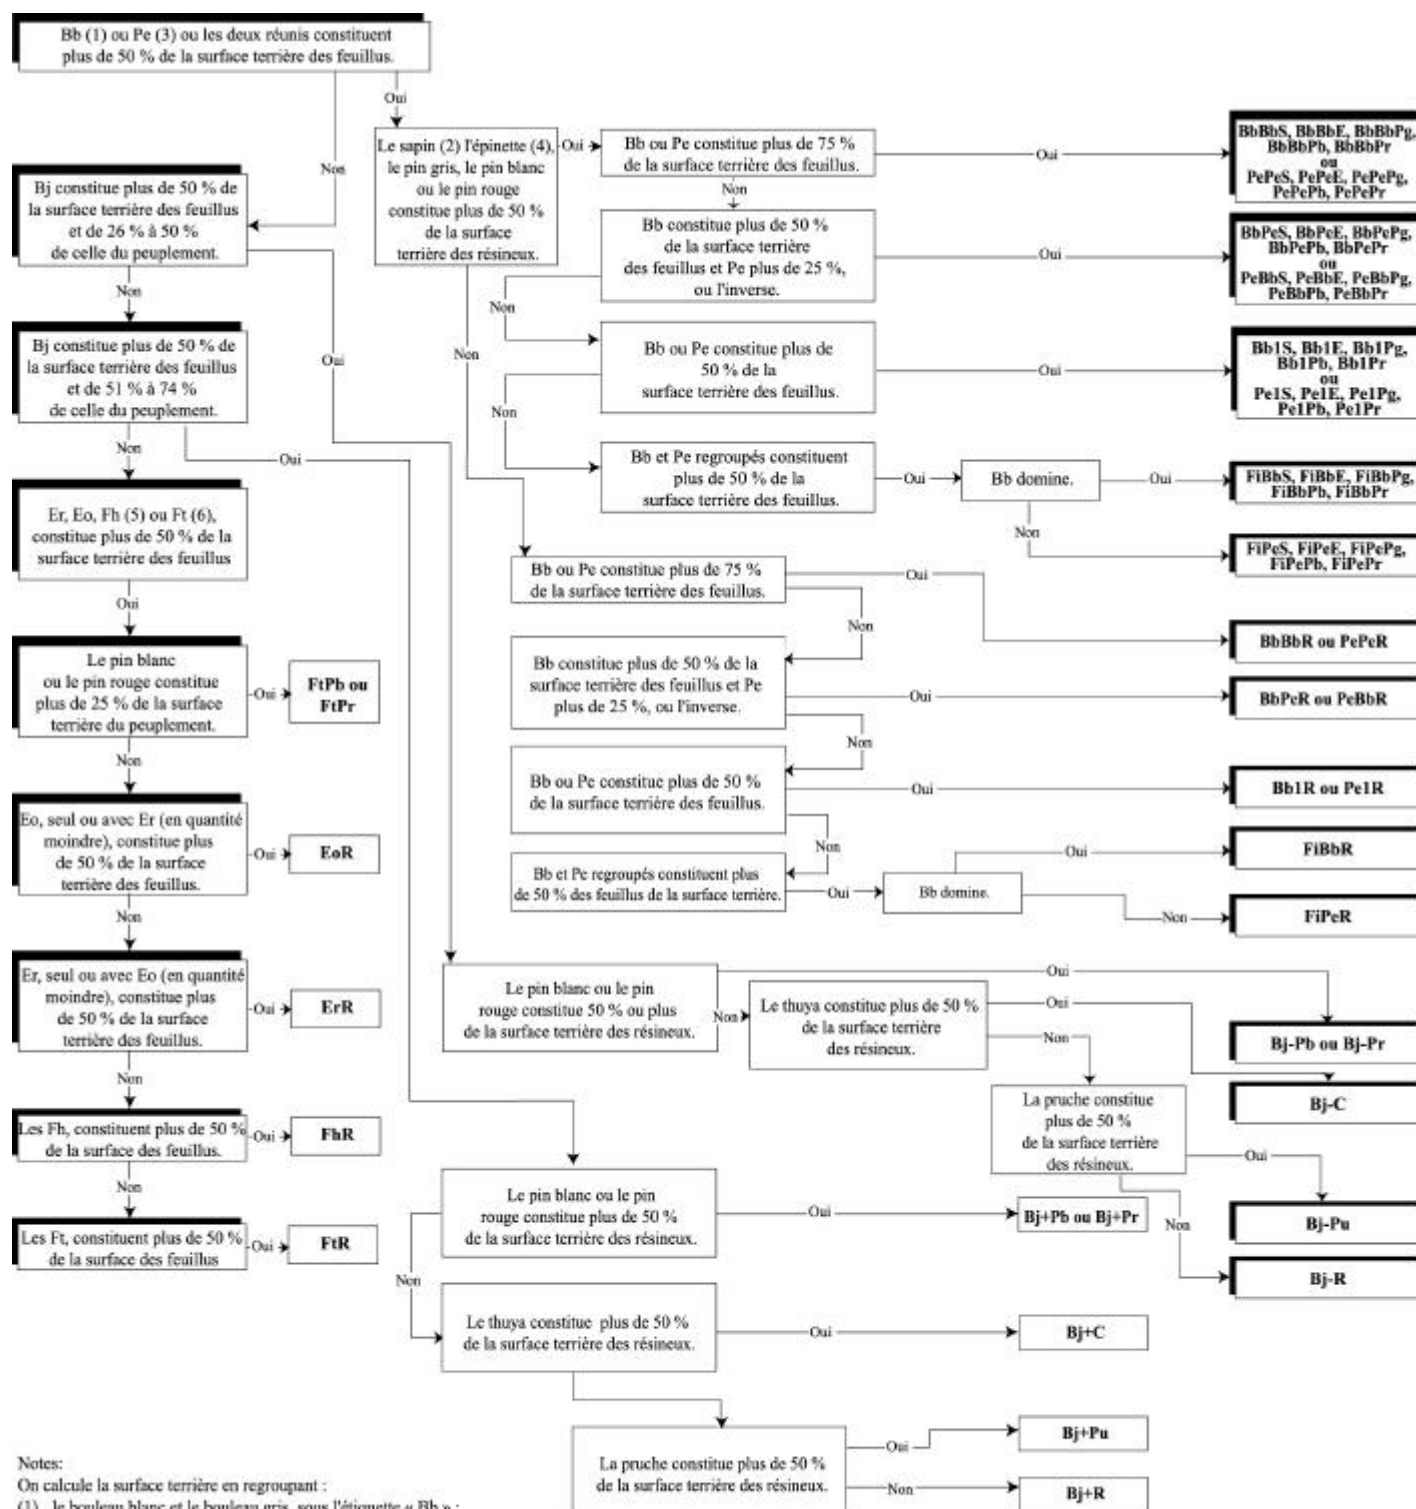 Bb (1) ou Pe (3) ou les deux réunis constituent
plus de 50 % de la surface terrière des feuillus.
Oui
Non
Le sapin (2) l'épinette (4),
le pin gris, le pin blanc
ou le pin rouge
constitue plus de 50 %
de la surface
terrière des résineux.
Oui
Bb ou Pe constitue plus de 75 %
de la surface terrière des feuillus.
Oui
BbBbS, BbBbE, BbBbPg,
BbBbPb, BbBbPr
ou
PePeS, PePeE, PePePg,
PePePb, PePePr
Non
Bb constitue plus de 50 %
de la surface terrière
des feuillus et Pe plus de 25 %,
ou l'inverse.
Oui
BbPeS, BbPeE, BbPePg,
BbPePb, BbPePr
ou
PeBbS, PeBbE, PeBbPg,
PeBbPb, PeBbPr
Non
Bb ou Pe constitue plus de
50 % de la
surface terrière des feuillus.
Oui
Bb1S, Bb1E, Bb1Pg,
Bb1Pb, Bb1Pr
ou
Pe1S, Pe1E, Pe1Pg,
Pe1Pb, Pe1Pr
Non
Bb et Pe regroupés constituent
plus de 50 % de la
surface terrière des feuillus.
Oui
Bb domine.
Oui
FiBbS, FiBbE, FiBbPg,
FiBbPb, FiBbPr
Non
FiPeS, FiPeE, FiPePg,
FiPePb, FiPePr
Non
Bb ou Pe constitue plus de 75 %
de la surface terrière des feuillus.
Oui
BbBbR ou PePeR
Non
Bb constitue plus de 50 % de la
surface terrière des feuillus et Pe
plus de 25 %, ou l'inverse.
Oui
BbPeR ou PeBbR
Non
Bb ou Pe constitue plus de 50 %
de la surface terrière des feuillus.
Oui
Bb1R ou Pe1R
Non
Bb et Pe regroupés constituent plus
de 50 % des feuillus de la surface terrière.
Oui
Bb domine.
Oui
FiBbR
Non
FiPeR
Bj constitue plus de 50 % de
la surface terrière des feuillus
et de 26 % à 50 %
de celle du peuplement.
Oui
Non
Bj constitue plus de 50 % de
la surface terrière des feuillus
et de 51 % à 74 %
de celle du peuplement.
Oui
Non
Er, Eo, Fh (5) ou Ft (6),
constitue plus de 50 % de la
surface terrière des feuillus
Oui
Le pin blanc
ou le pin rouge constitue
plus de 25 % de la surface
terrière du peuplement.
Oui
FtPb ou
FtPr
Non
Eo, seul ou avec Er (en quantité
moindre), constitue plus
de 50 % de la surface
terrière des feuillus.
Oui
EoR
Non
Er, seul ou avec Eo (en quantité
moindre), constitue plus
de 50 % de la surface
terrière des feuillus.
Oui
ErR
Non
Les Fh, constituent plus de 50 %
de la surface des feuillus.
Oui
FhR
Non
Les Ft, constituent plus de 50 %
de la surface des feuillus
Oui
FtR
Le pin blanc ou le pin
rouge constitue 50 % ou plus
de la surface terrière des résineux.
Oui
Bj-Pb ou Bj-Pr
Non
Le thuya constitue plus de 50 %
de la surface terrière
des résineux.
Oui
Bj-C
Non
La pruche constitue
plus de 50 %
de la surface terrière
des résineux.
Oui
Bj-Pu
Non
Bj-R
Le pin blanc ou le pin
rouge constitue plus de 50 %
de la surface terrière des résineux.
Oui
Bj+Pb ou Bj+Pr
Non
Le thuya constitue plus de 50 %
de la surface terrière des résineux.
Oui
Bj+C
La pruche constitue plus de 50 %
de la surface terrière des résineux.
Oui
Bj+Pu
Non
Bj+R
Notes:
On calcule la surface terrière en regroupant :
(1) le bouleau blanc et le bouleau gris, sous l'étiquette « Bb » ;